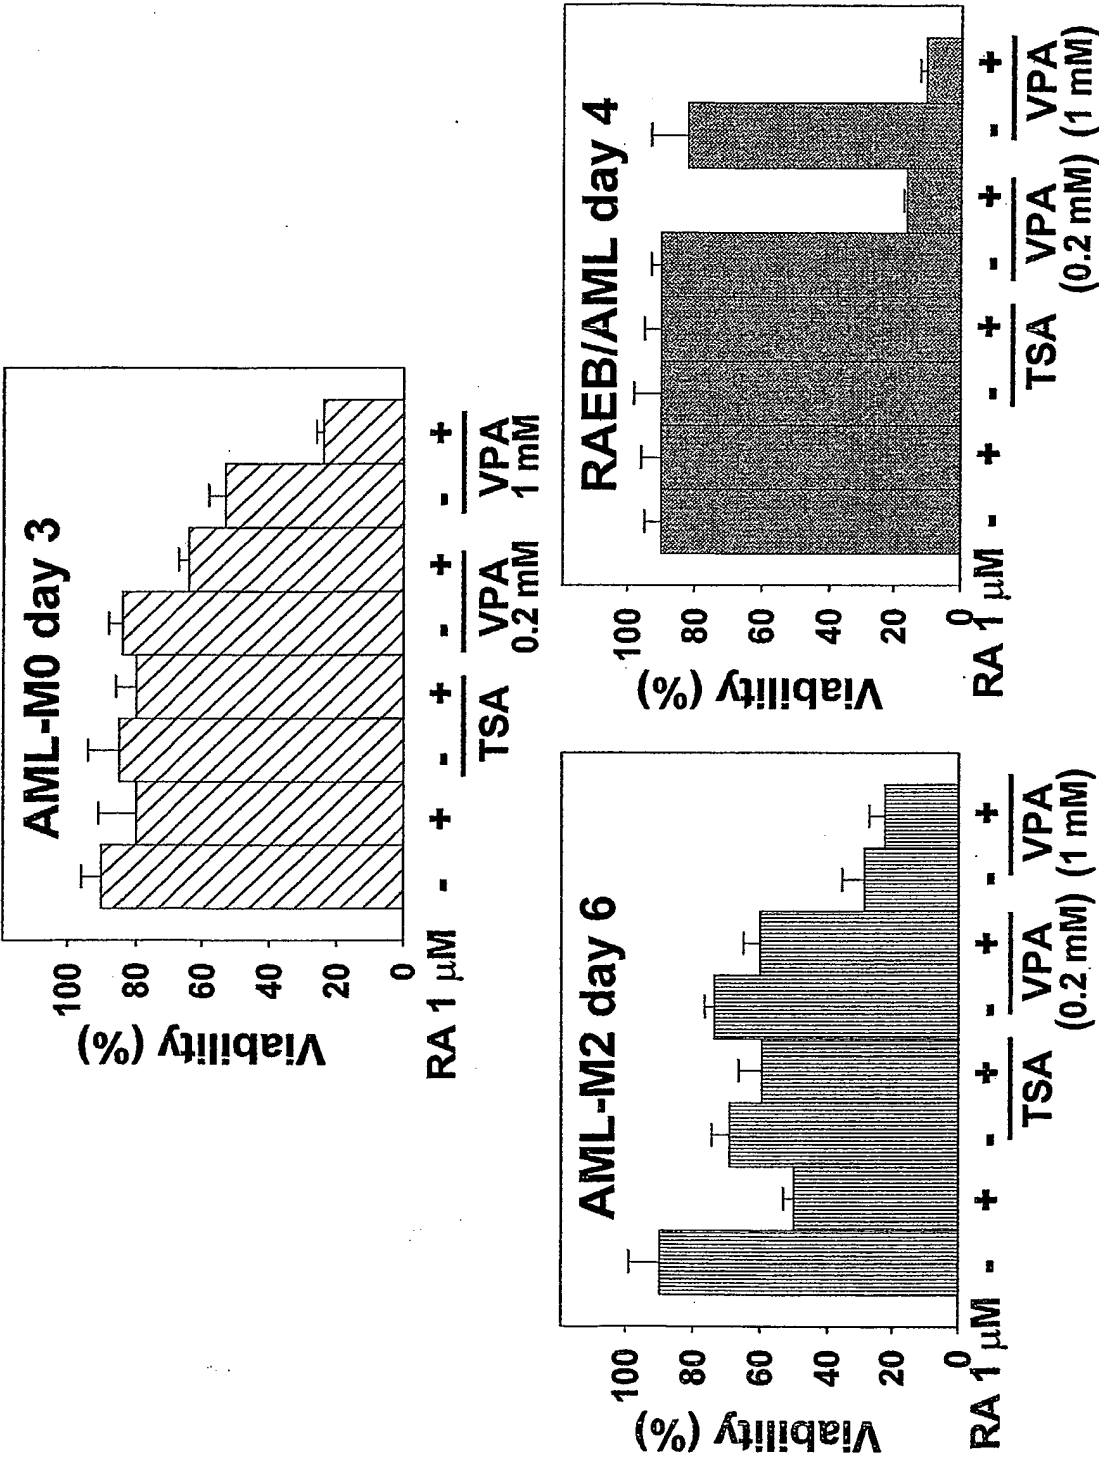 AML-M0 day 3
100
80
60
40
20
0
Viability (%)
RA 1 µM - + - + - + - +
TSA VPA VPA
0.2 mM 1 mM
AML-M2 day 6
100
80
60
40
20
0
Viability (%)
RA 1 µM - + - + - + - +
TSA VPA VPA
(0.2 mM) (1 mM)
RAEB/AML day 4
100
80
60
40
20
0
Viability (%)
RA 1 µM - + - + - + - +
TSA VPA VPA
(0.2 mM) (1 mM)